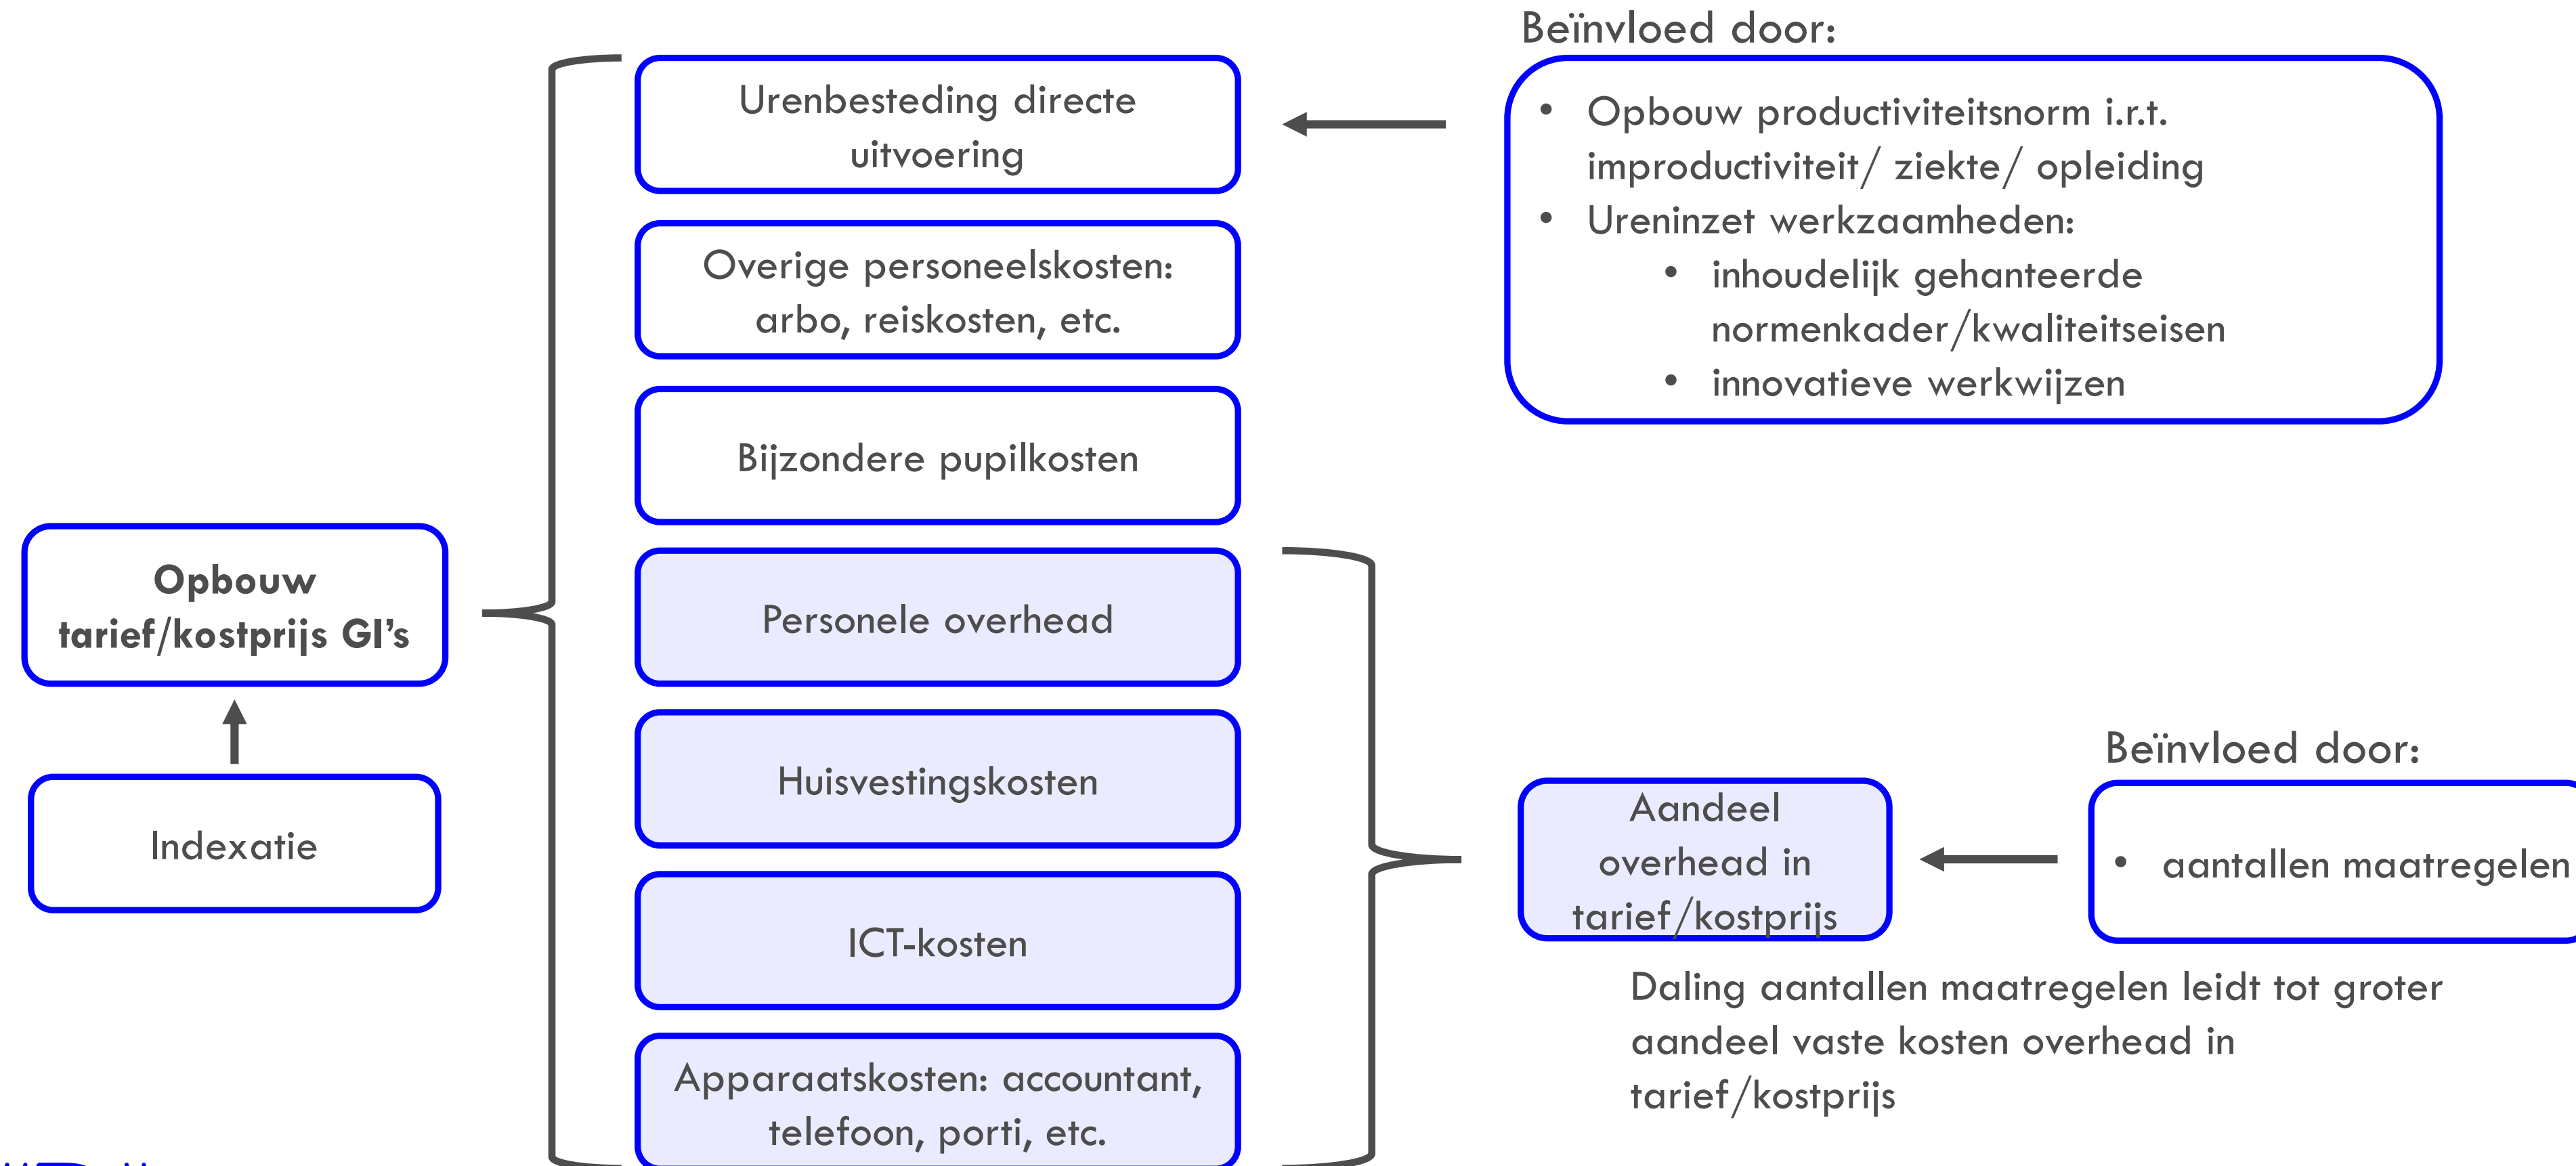 Beïnvloed door:
Urenbesteding directe
uitvoering
• Opbouw productiviteitsnorm i.r.t.
improductiviteit/ ziekte/ opleiding
• Ureninzet werkzaamheden:
• inhoudelijk gehanteerde
normenkader/kwaliteitseisen
• innovatieve werkwijzen
Overige personeelskosten:
arbo, reiskosten, etc.
Bijzondere pupilkosten
Opbouw
tarief/kostprijs GI's
Personele overhead
Huisvestingskosten
Indexatie
ICT-kosten
Apparaatskosten: accountant,
telefoon, porti, etc.
Aandeel
overhead in
tarief/kostprijs
Beïnvloed door:
• aantallen maatregelen
Daling aantallen maatregelen leidt tot groter
aandeel vaste kosten overhead in
tarief/kostprijs